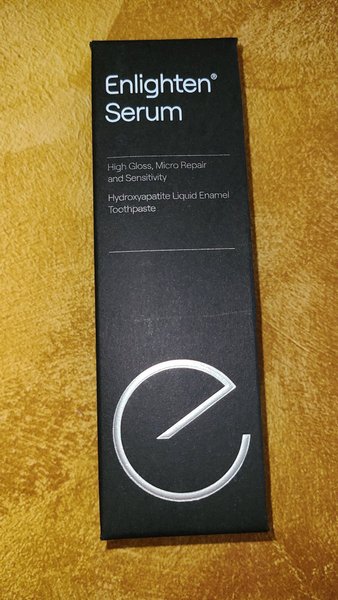 Enlighten®
Serum
High Gloss, Micro Repair
and Sensitivity
Hydroxyapatite Liquid Enamel
Toothpaste
e